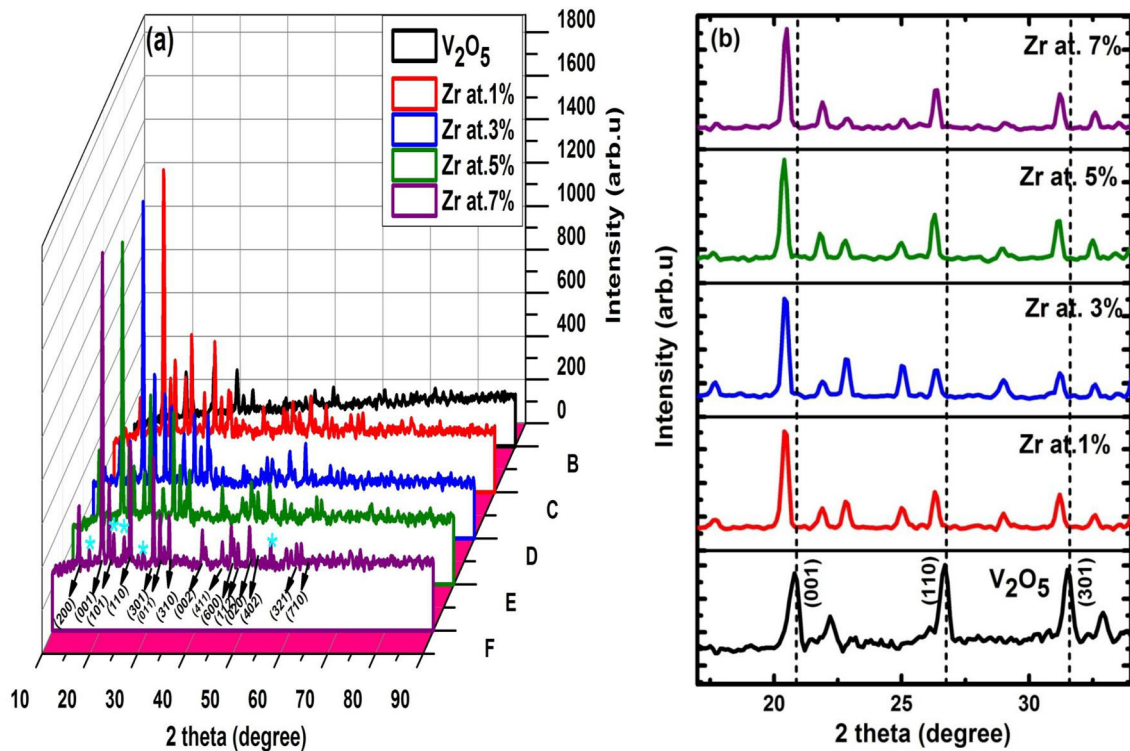 (a)
V2O5
Zr at.1%
Zr at.3%
Zr at.5%
Zr at.7%
1800
1600
1400
1200
1000
800
600
400
200
0
Intensity (arb.u)
B
C
D
E
F
* * * * *
(200)
(001)
(101)
(110)
(301)
(011)
(310)
(002)
(411)
(600)
(020)
(402)
(321)
(710)
10 20 30 40 50 60 70 80 90
2 theta (degree)
(b)
Zr at. 7%
Zr at. 5%
Zr at. 3%
Zr at.1%
V2O5
(001)
(110)
(301)
Intensity (arb.u)
20 25 30
2 theta (degree)